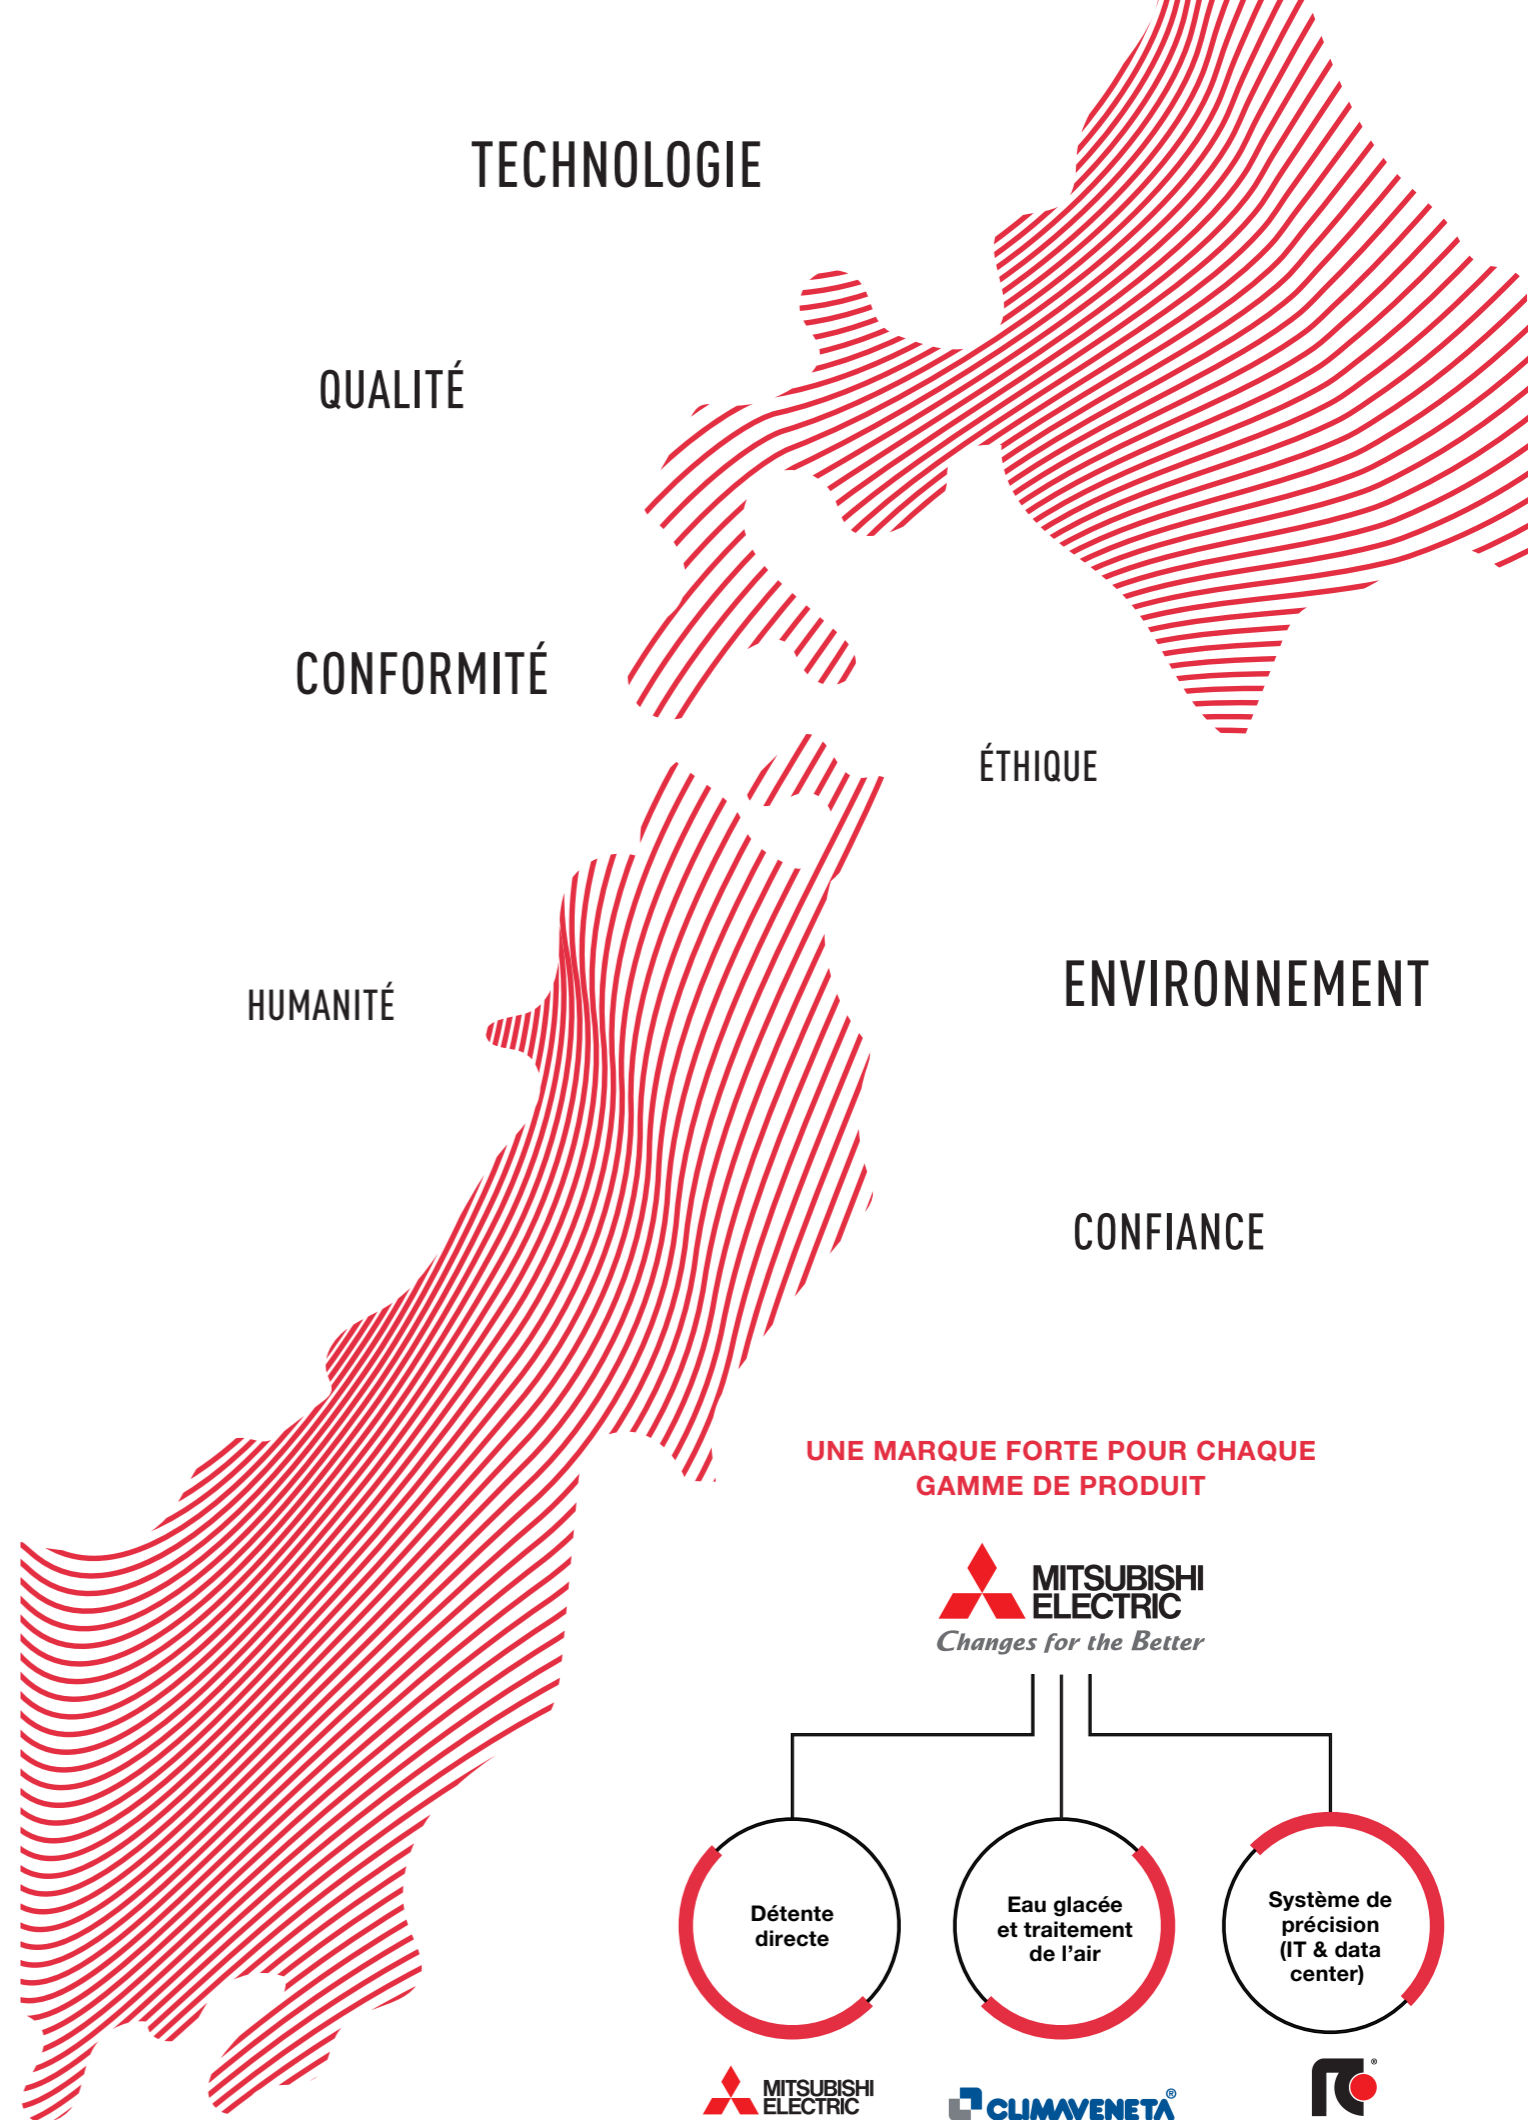 TECHNOLOGIE
QUALITÉ
CONFORMITÉ
ÉTHIQUE
ENVIRONNEMENT
HUMANITÉ
CONFIANCE
UNE MARQUE FORTE POUR CHAQUE
GAMME DE PRODUIT
MITSUBISHI
ELECTRIC
Changes for the Better
Détente
directe
Eau glacée
et traitement
de l'air
Système de
précision
(IT & data
center)
MITSUBISHI
ELECTRIC
CLIMAVENETA®
RC®